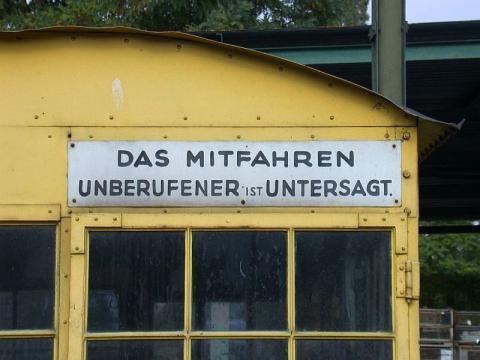 DAS MITFAHREN
UNBERUFENER IST UNTERSAGT.